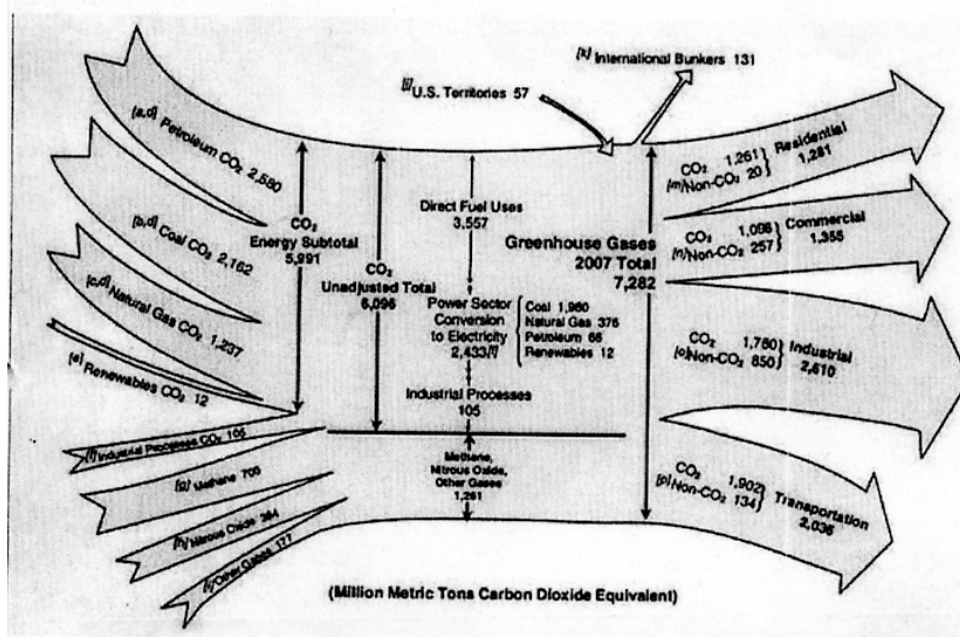 [k] International Bunkers 131
[j] U.S. Territories 57
[a,d] Petroleum CO₂ 2,580
[b,d] Coal CO₂ 2,162
[c,d] Natural Gas CO₂ 1,237
[e] Renewables CO₂ 12
[f] Industrial Processes CO₂ 105
[g] Methane 700
[h] Nitrous Oxide 384
[i] Other Gases 177
CO₂
Energy Subtotal
5,991
CO₂
Unadjusted Total
6,096
Direct Fuel Uses
3,557
Power Sector
Conversion
to Electricity
2,433[l]
Coal 1,980
Natural Gas 376
Petroleum 66
Renewables 12
Industrial Processes
105
Methane,
Nitrous Oxide,
Other Gases
1,261
Greenhouse Gases
2007 Total
7,282
CO₂ 1,261
[m]Non-CO₂ 20
Residential
1,281
CO₂ 1,098
[n]Non-CO₂ 257
Commercial
1,355
CO₂ 1,760
[o]Non-CO₂ 850
Industrial
2,610
CO₂ 1,902
[p]Non-CO₂ 134
Transportation
2,036
(Million Metric Tons Carbon Dioxide Equivalent)